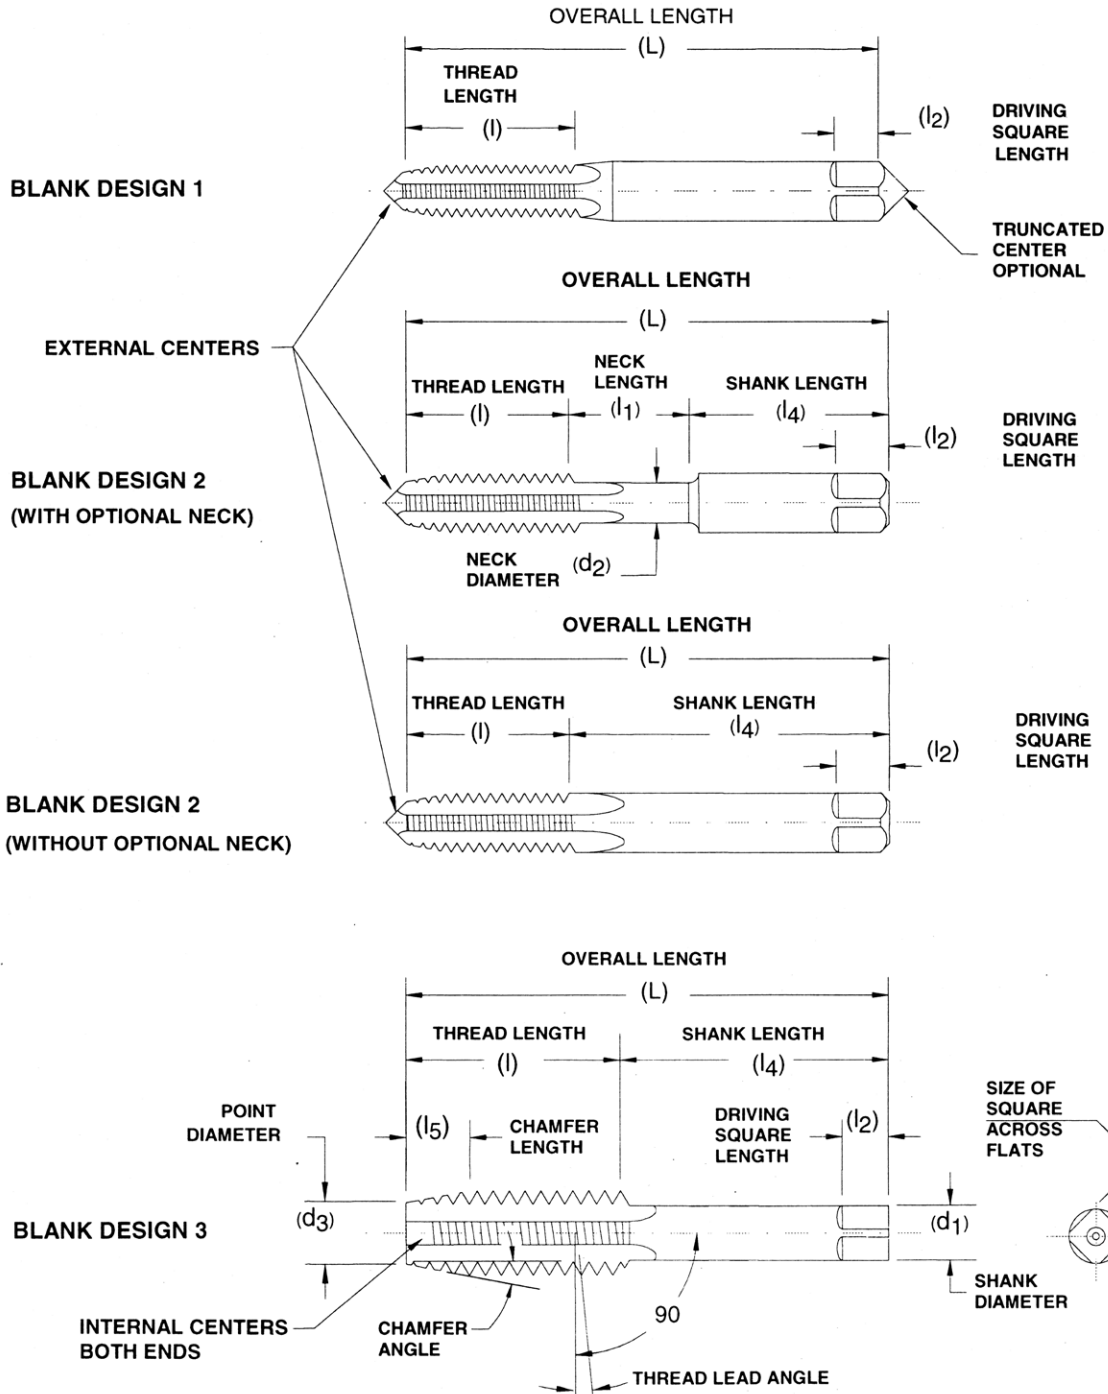 OVERALL LENGTH
(L)
THREAD
LENGTH
(l)
(l2)
DRIVING
SQUARE
LENGTH
BLANK DESIGN 1
TRUNCATED
CENTER
OPTIONAL
OVERALL LENGTH
(L)
EXTERNAL CENTERS
THREAD LENGTH
(l)
NECK
LENGTH
(l1)
SHANK LENGTH
(l4)
(l2)
DRIVING
SQUARE
LENGTH
BLANK DESIGN 2
(WITH OPTIONAL NECK)
NECK
DIAMETER
(d2)
OVERALL LENGTH
(L)
THREAD LENGTH
(l)
SHANK LENGTH
(l4)
(l2)
DRIVING
SQUARE
LENGTH
BLANK DESIGN 2
(WITHOUT OPTIONAL NECK)
OVERALL LENGTH
(L)
THREAD LENGTH
(l)
SHANK LENGTH
(l4)
POINT
DIAMETER
(l5)
CHAMFER
LENGTH
DRIVING
SQUARE
LENGTH
(l2)
SIZE OF
SQUARE
ACROSS
FLATS
BLANK DESIGN 3
(d3)
(d1)
INTERNAL CENTERS
BOTH ENDS
CHAMFER
ANGLE
90
SHANK
DIAMETER
THREAD LEAD ANGLE